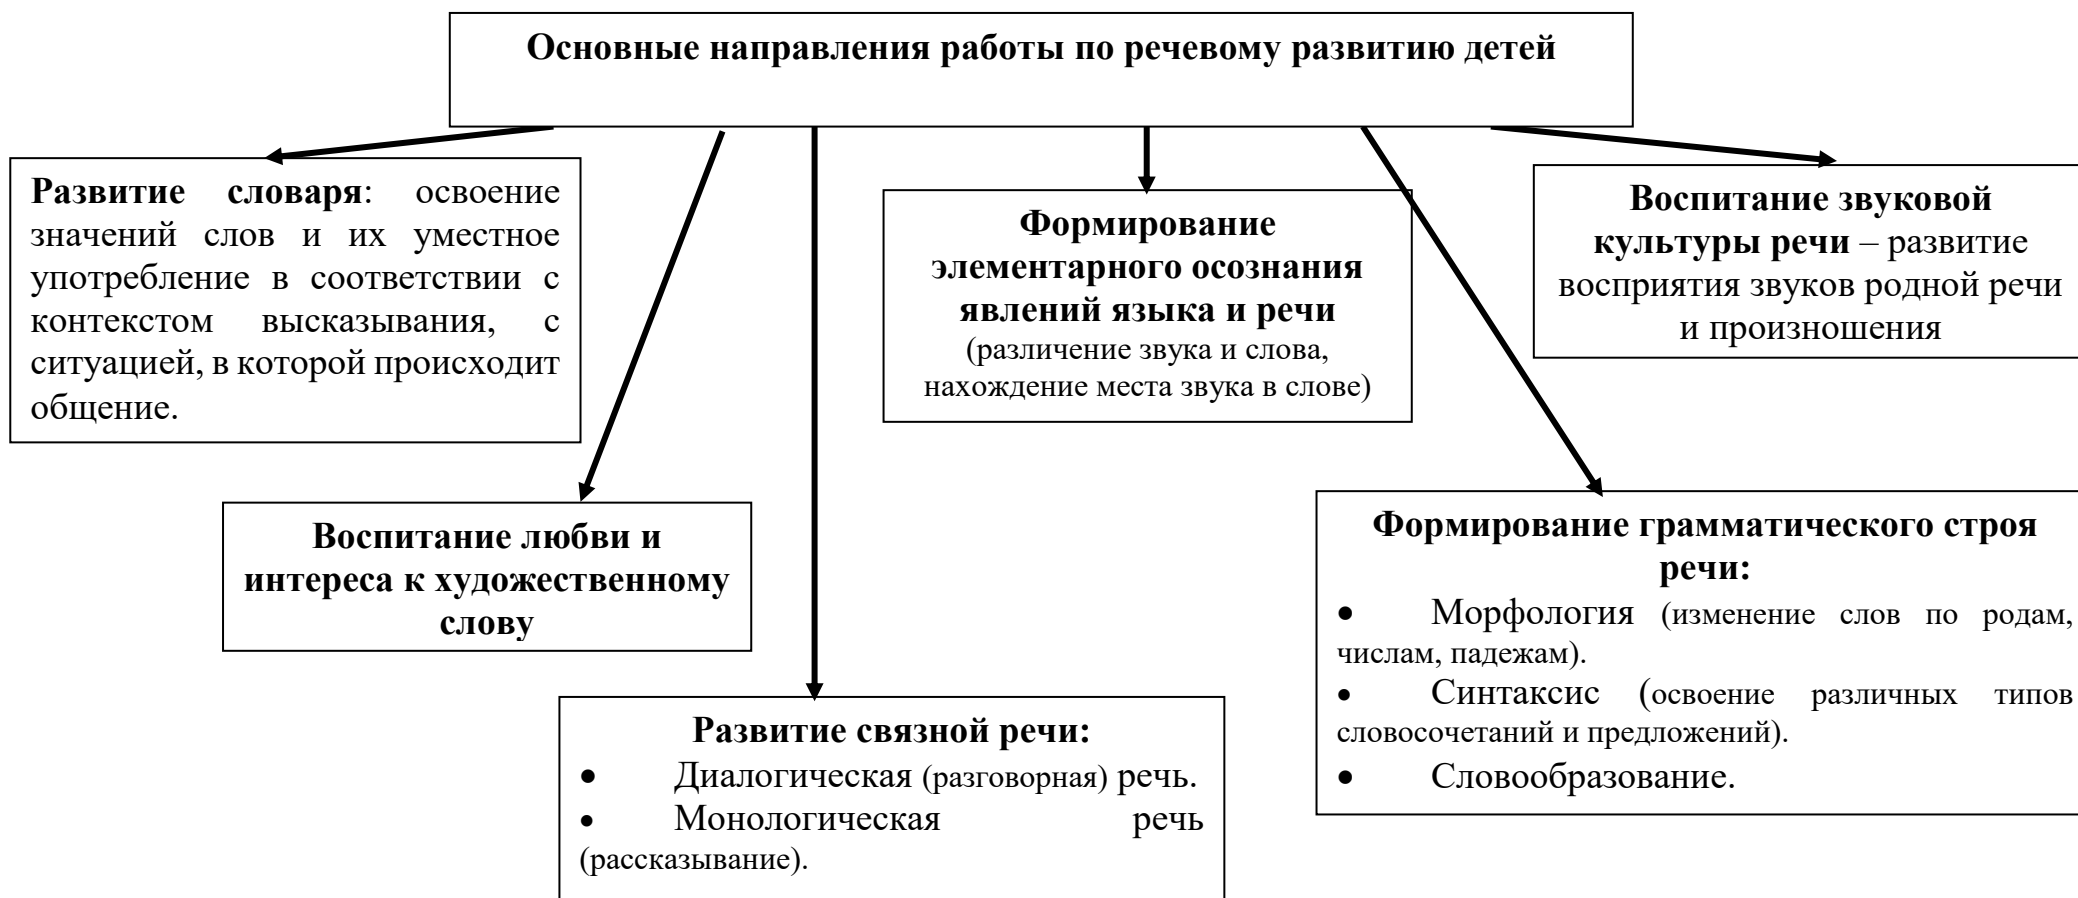 Основные направления работы по речевому развитию детей
Развитие словаря: освоение
значений слов и их уместное
употребление в соответствии с
контекстом высказывания, с
ситуацией, в которой происходит
общение.
Формирование
элементарного осознания
явлений языка и речи
(различение звука и слова,
нахождение места звука в слове)
Воспитание звуковой
культуры речи – развитие
восприятия звуков родной речи
и произношения
Воспитание любви и
интереса к художественному
слову
Формирование грамматического строя
речи:
• Морфология (изменение слов по родам,
числам, падежам).
• Синтаксис (освоение различных типов
словосочетаний и предложений).
• Словообразование.
Развитие связной речи:
• Диалогическая (разговорная) речь.
• Монологическая речь
(рассказывание).